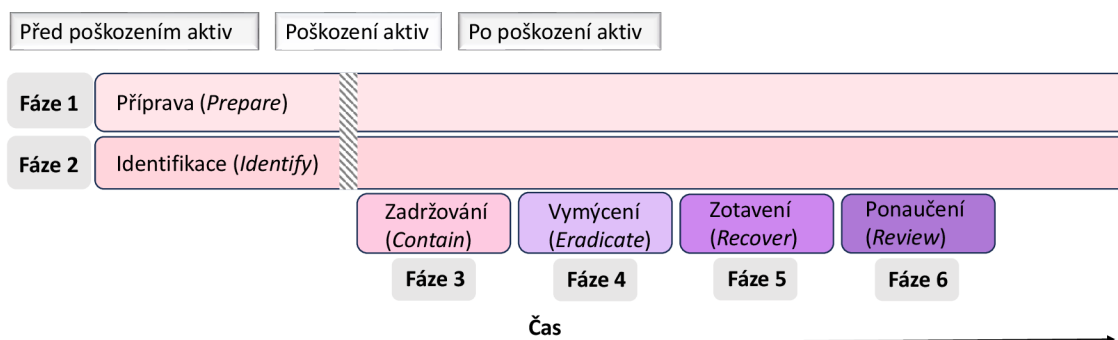 Před poškozením aktiv
Poškození aktiv
Po poškození aktiv
Fáze 1
Příprava (Prepare)
Fáze 2
Identifikace (Identify)
Zadržování
(Contain)
Vymýcení
(Eradicate)
Zotavení
(Recover)
Ponaučení
(Review)
Fáze 3
Fáze 4
Fáze 5
Fáze 6
Čas